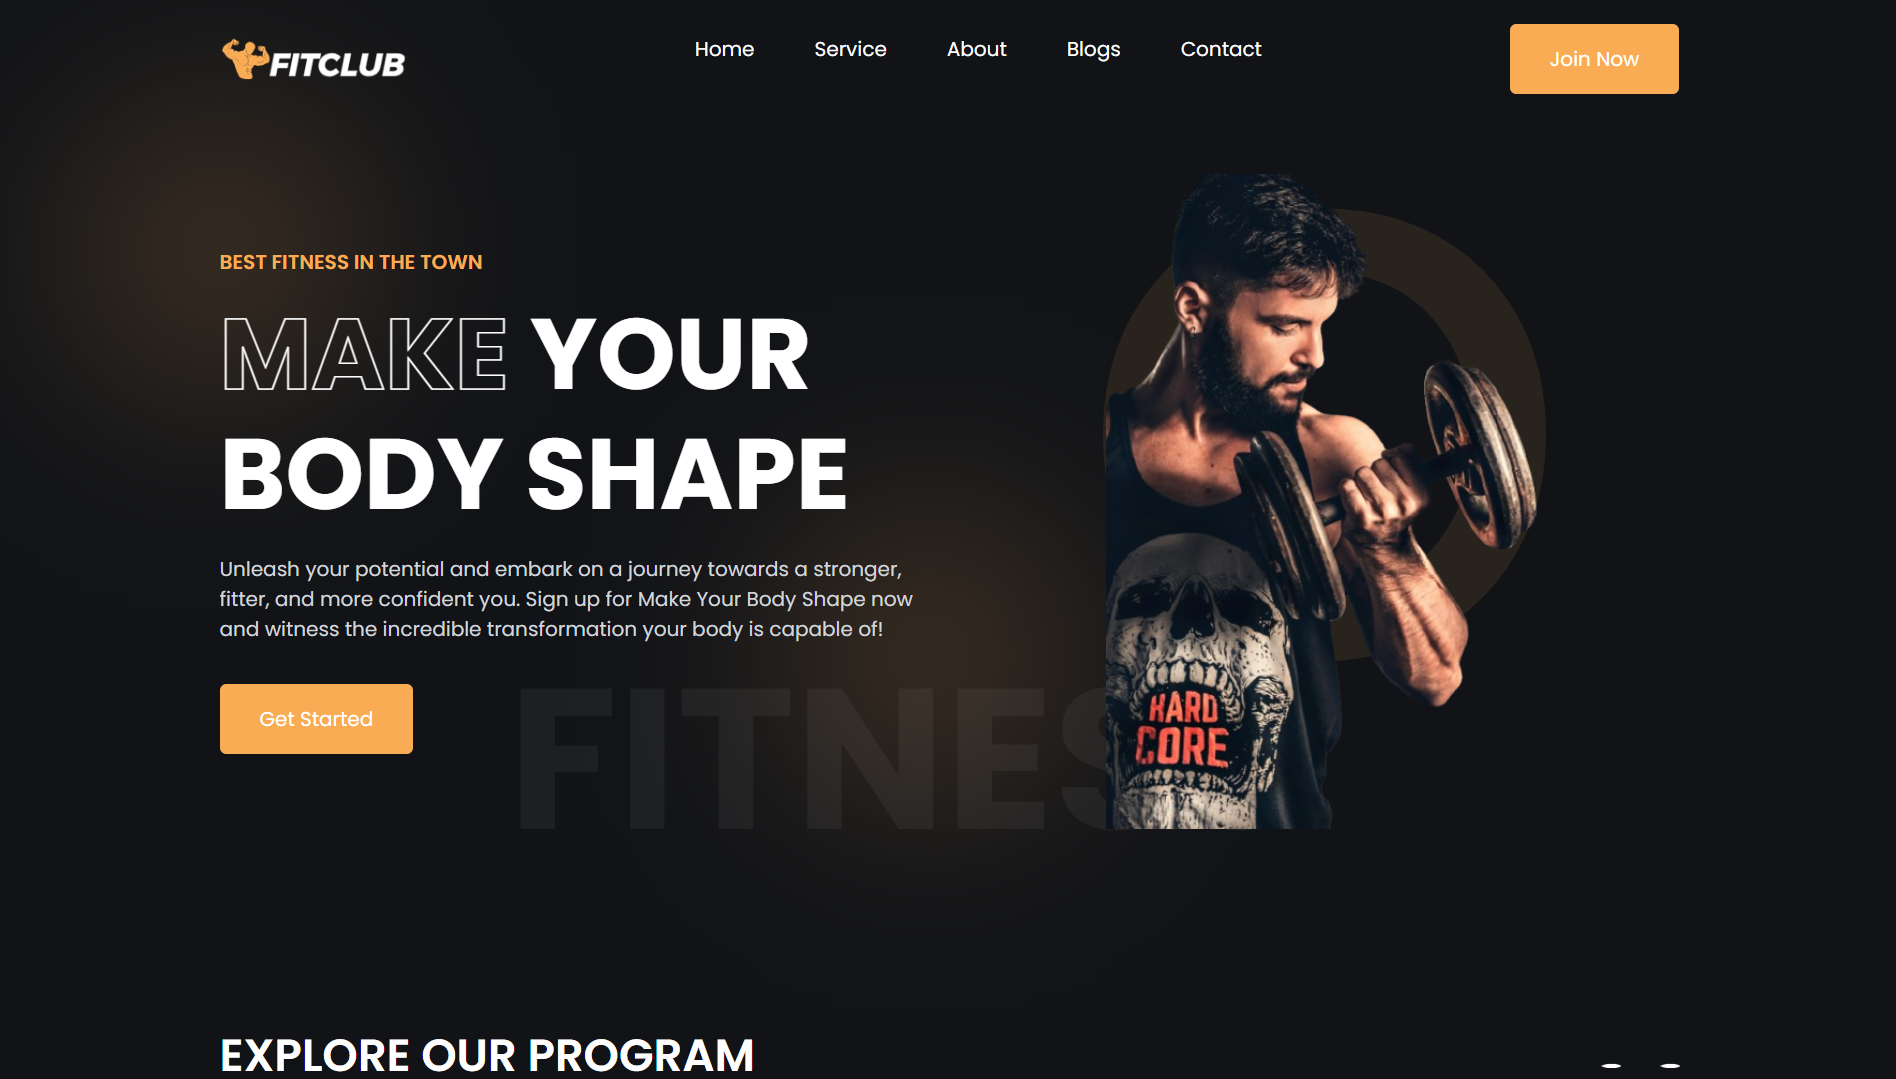 FITCLUB
Home Service About Blogs Contact
Join Now
BEST FITNESS IN THE TOWN
MAKE YOUR
BODY SHAPE
Unleash your potential and embark on a journey towards a stronger,
fitter, and more confident you. Sign up for Make Your Body Shape now
and witness the incredible transformation your body is capable of!
Get Started
FITNES
HARD
CORE
EXPLORE OUR PROGRAM